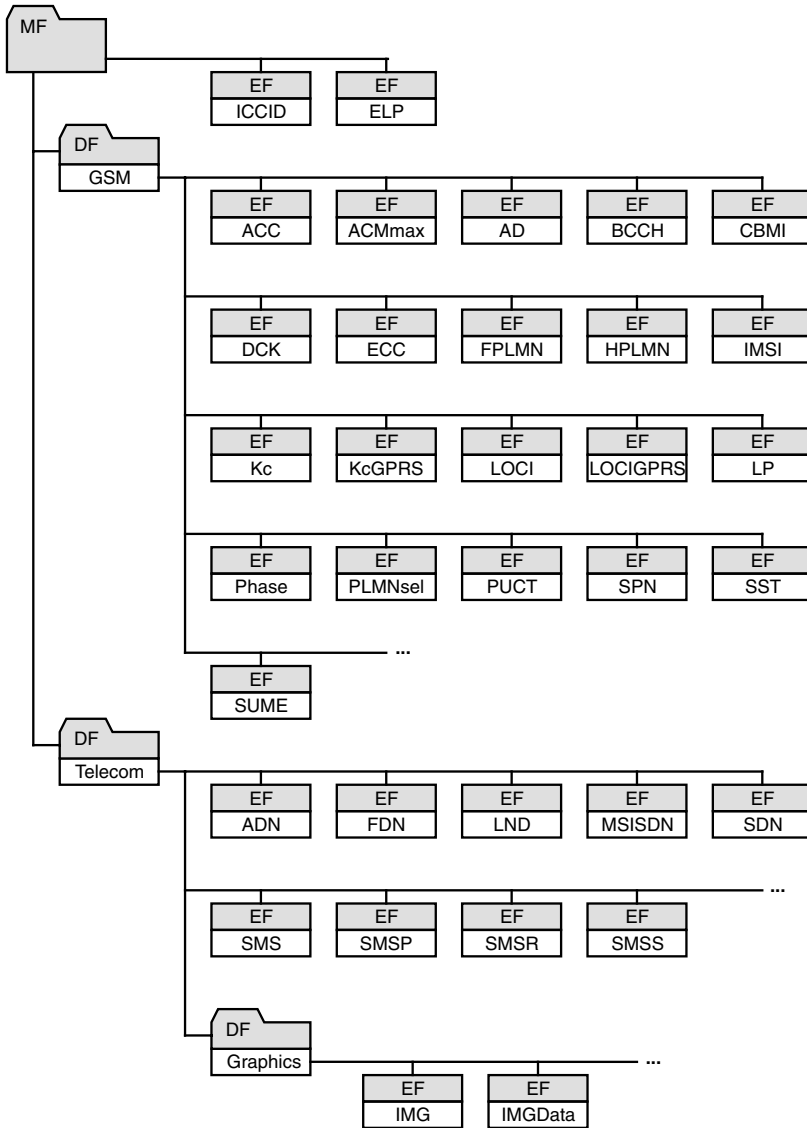 MF
EF EF
ICCID ELP
DF
GSM
EF EF EF EF EF
ACC ACMmax AD BCCH CBMI
EF EF EF EF EF
DCK ECC FPLMN HPLMN IMSI
EF EF EF EF EF
Kc KcGPRS LOCI LOCIGPRS LP
EF EF EF EF EF
Phase PLMNsel PUCT SPN SST
...
EF
SUME
DF
Telecom
EF EF EF EF EF
ADN FDN LND MSISDN SDN
...
EF EF EF EF
SMS SMSP SMSR SMSS
DF
Graphics
...
EF EF
IMG IMGData